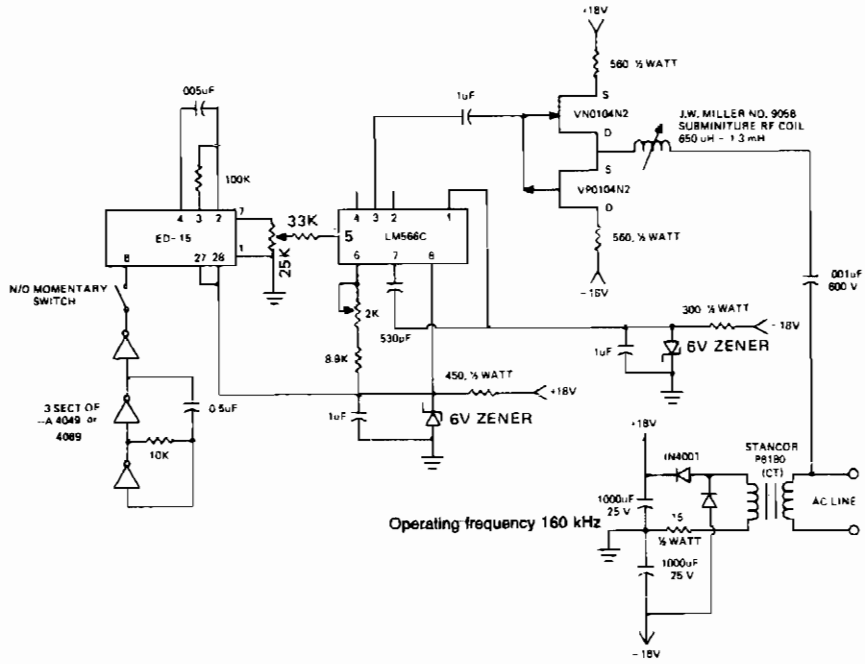 +18V
560 ½ WATT
S
VN0104N2
D
S
VP0104N2
D
560, ½ WATT
-16V
J.W. MILLER NO. 9058
SUBMINITURE RF COIL
650 uH - 1.3 mH
.001uF
600 V
.005uF
100K
4 3 2 7
ED-15
1
8 27 28
25K
33K
1uF
4 3 2 1
5 LM566C
6 7 8
2K
8.9K
530pF
N/O MOMENTARY
SWITCH
3 SECT OF
4049 or
4069
0.5uF
10K
1uF
450, ½ WATT
+18V
6V ZENER
1uF
300 ½ WATT
- 18V
6V ZENER
+18V
IN4001
STANCOR
P8180
(CT)
AC LINE
1000uF
25 V
15
½ WATT
1000uF
25 V
- 18V
Operating frequency 160 kHz